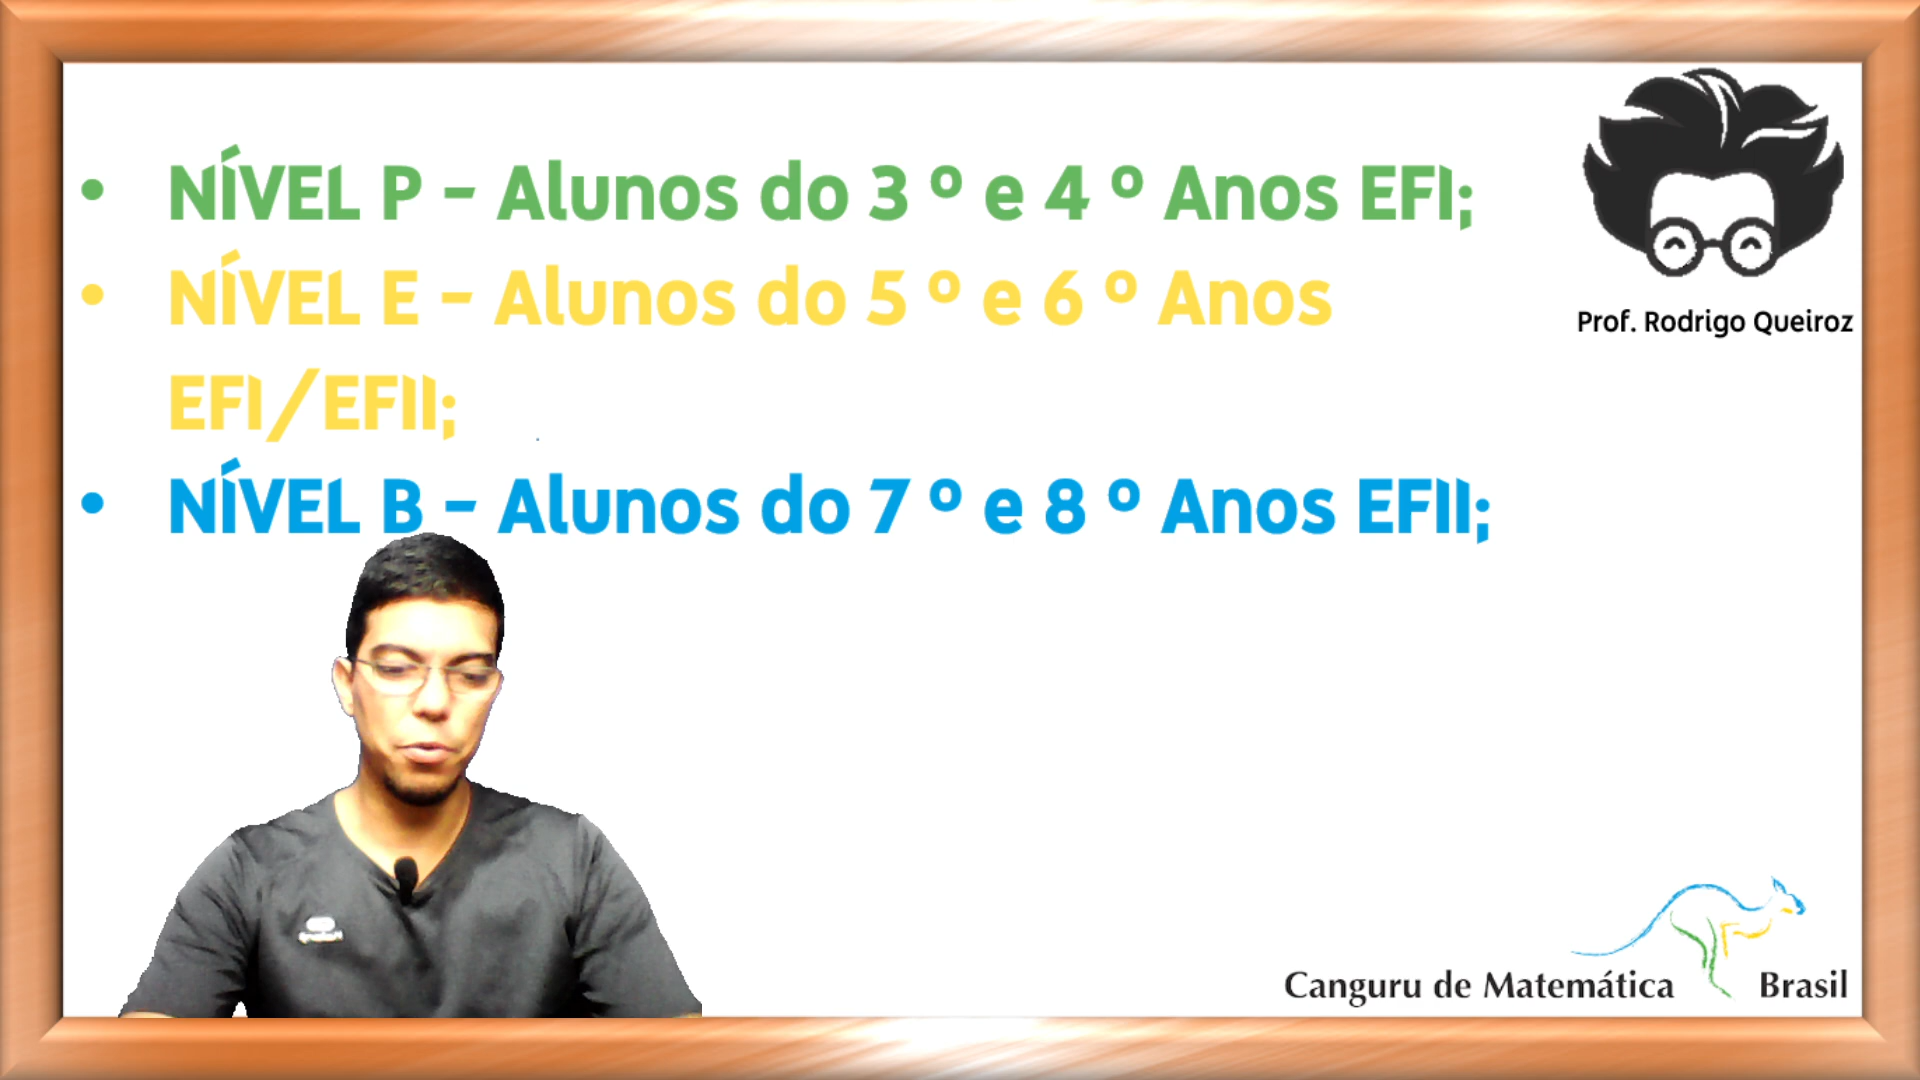 • NÍVEL P - Alunos do 3 º e 4 º Anos EFI;
• NÍVEL E - Alunos do 5 º e 6 º Anos
EFI/EFII;
• NÍVEL B - Alunos do 7 º e 8 º Anos EFII;
Prof. Rodrigo Queiroz
Canguru de Matemática Brasil